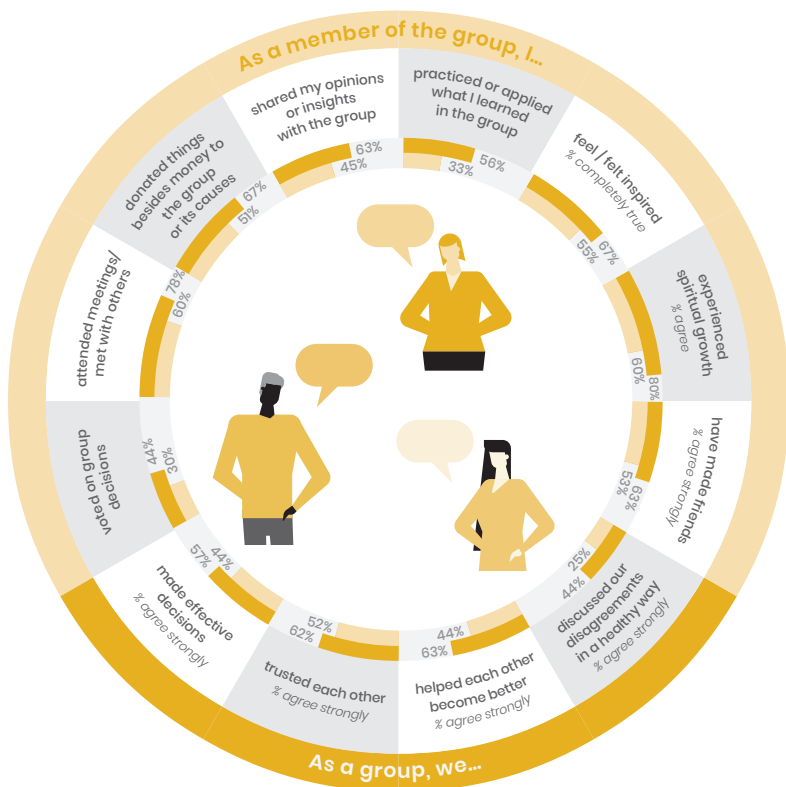 As a member of the group, I...
practiced or applied
what I learned
in the group
56%
33%
feel / felt inspired
% completely true
67%
55%
experienced
spiritual growth
% agree
80%
60%
have made friends
% agree strongly
63%
53%
discussed our
disagreements
in a healthy way
% agree strongly
44%
25%
helped each other
become better
% agree strongly
63%
44%
trusted each other
% agree strongly
62%
52%
made effective
decisions
% agree strongly
57%
44%
voted on group
decisions
44%
30%
attended meetings/
met with others
78%
60%
donated things
besides money to
the group
or its causes
67%
51%
shared my opinions
or insights
with the group
63%
45%
As a group, we...